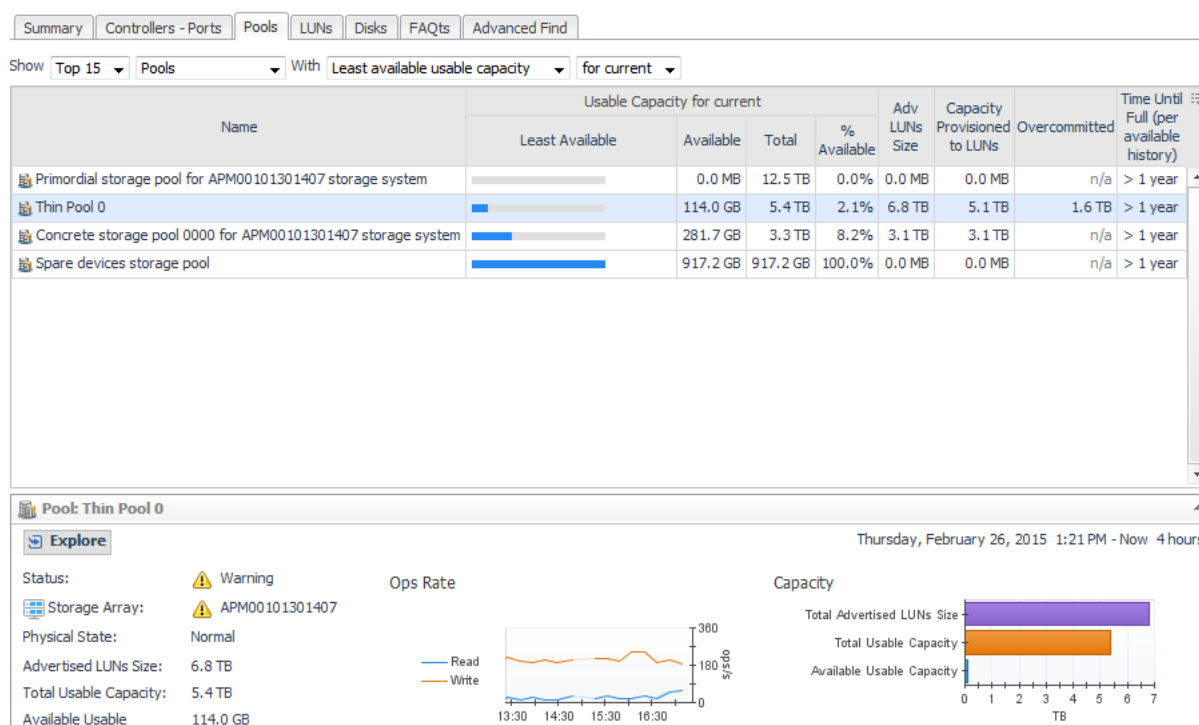 Summary Controllers - Ports Pools LUNs Disks FAQts Advanced Find
Show Top 15 Pools With Least available usable capacity for current
Name
Usable Capacity for current
Least Available
Available
Total
% Available
Adv LUNs Size
Capacity Provisioned to LUNs
Overcommitted
Time Until Full (per available history)
Primordial storage pool for APM00101301407 storage system 0.0 MB 12.5 TB 0.0% 0.0 MB 0.0 MB n/a > 1 year
Thin Pool 0 114.0 GB 5.4 TB 2.1% 6.8 TB 5.1 TB 1.6 TB > 1 year
Concrete storage pool 0000 for APM00101301407 storage system 281.7 GB 3.3 TB 8.2% 3.1 TB 3.1 TB n/a > 1 year
Spare devices storage pool 917.2 GB 917.2 GB 100.0% 0.0 MB 0.0 MB n/a > 1 year
Pool: Thin Pool 0
Explore
Thursday, February 26, 2015 1:21 PM - Now 4 hours
Status: Warning
Storage Array: APM00101301407
Physical State: Normal
Advertised LUNs Size: 6.8 TB
Total Usable Capacity: 5.4 TB
Available Usable 114.0 GB
Ops Rate
Read
Write
360
180
0
ops/s
13:30 14:30 15:30 16:30
Capacity
Total Advertised LUNs Size
Total Usable Capacity
Available Usable Capacity
0 1 2 3 4 5 6 7
TB